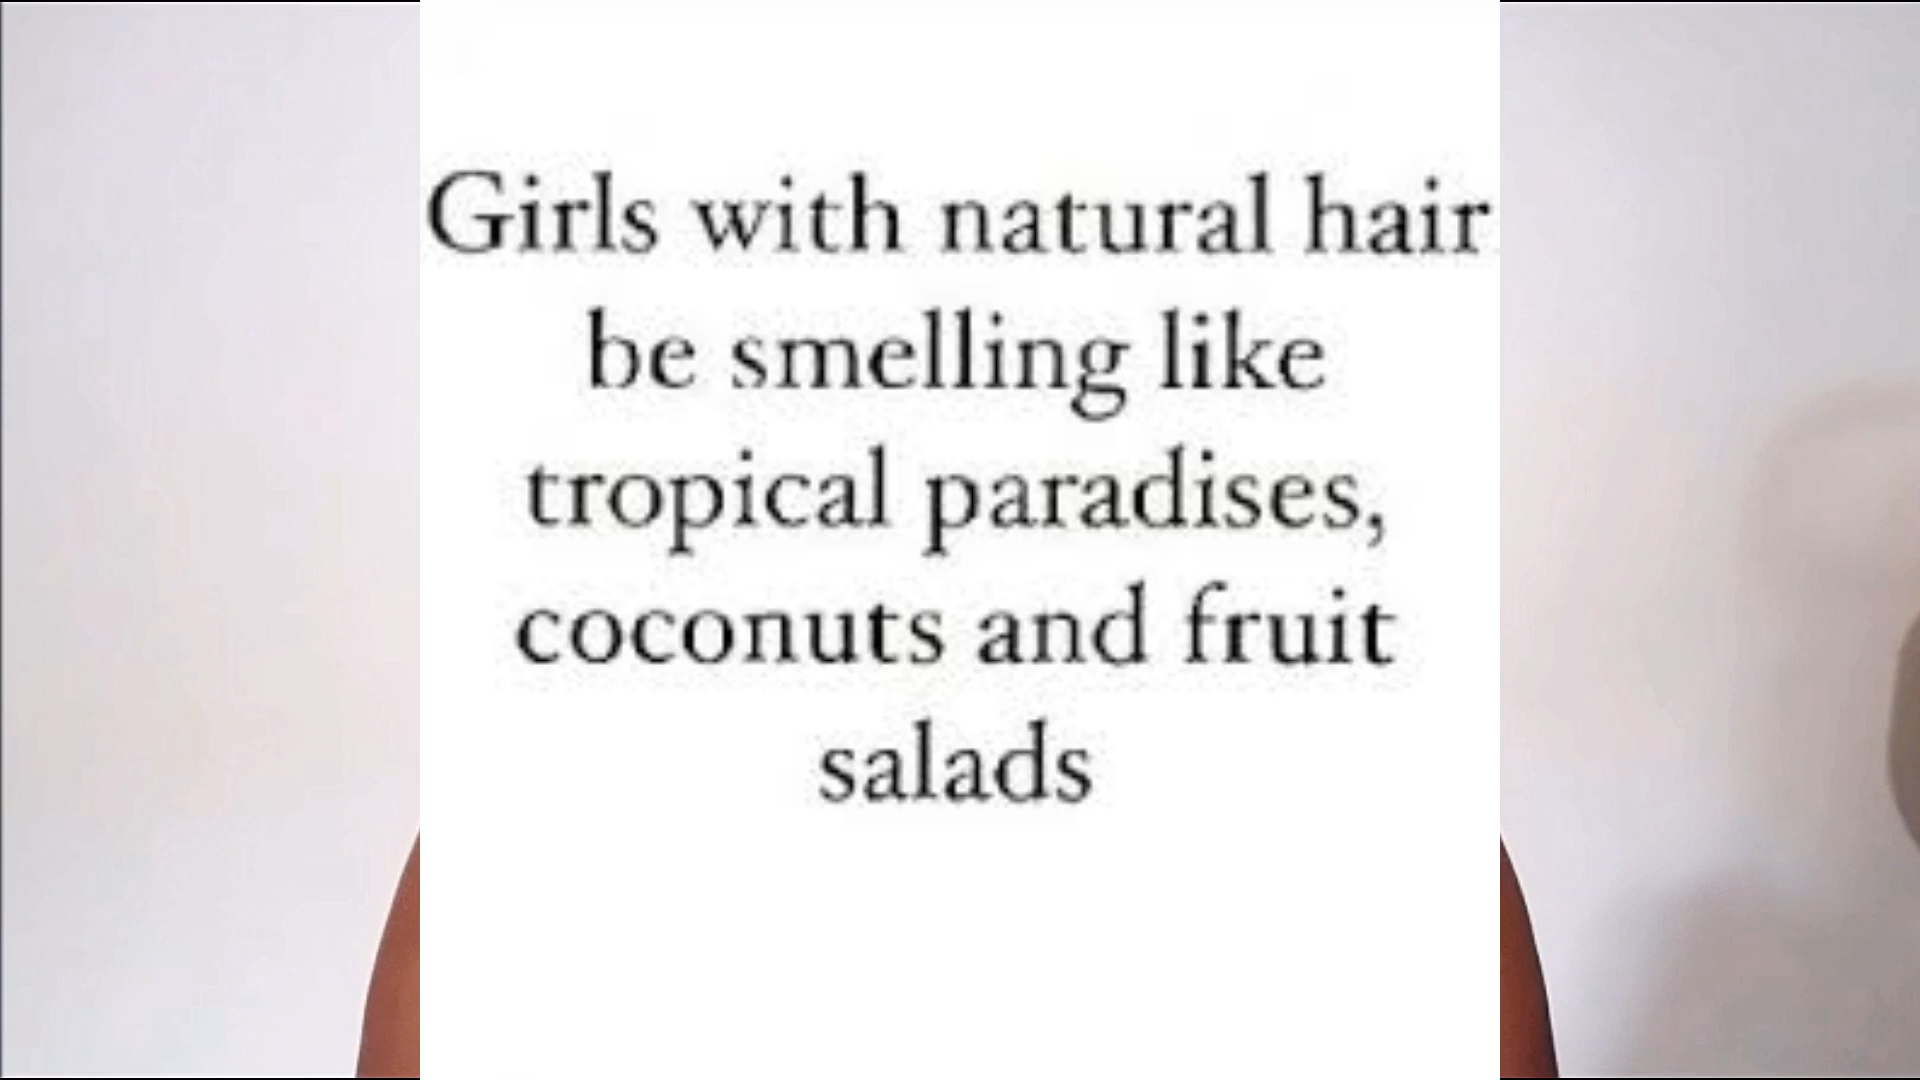 Girls with natural hair
be smelling like
tropical paradises,
coconuts and fruit
salads